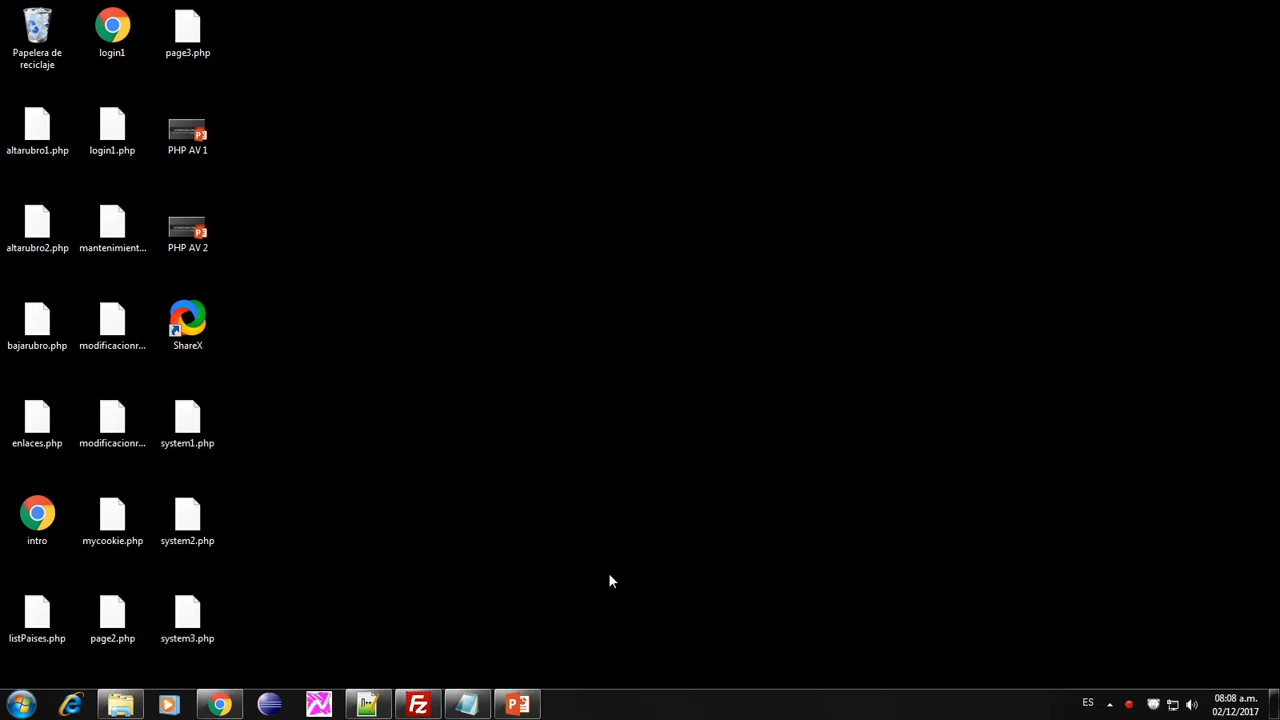 Papelera de
reciclaje
login1
page3.php
altarubro1.php
login1.php
PHP AV 1
altarubro2.php
mantenimient...
PHP AV 2
bajarubro.php
modificacionr...
ShareX
enlaces.php
modificacionr...
system1.php
intro
mycookie.php
system2.php
listPaises.php
page2.php
system3.php
ES
08:08 a.m.
02/12/2017